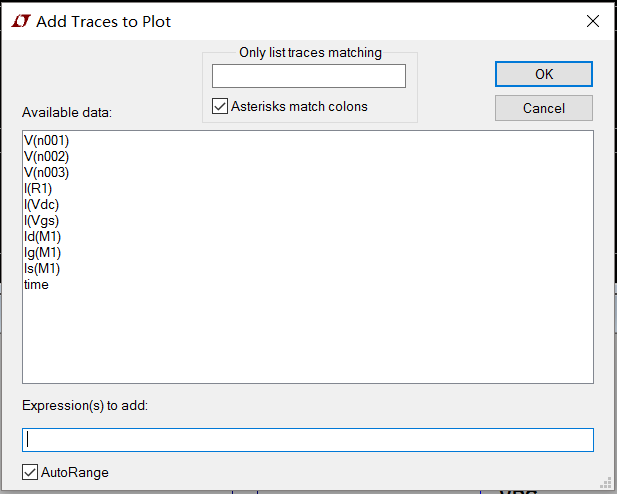 Add Traces to Plot
Only list traces matching
Asterisks match colons
OK
Cancel
Available data:
V(n001)
V(n002)
V(n003)
I(R1)
I(Vdc)
I(Vgs)
Id(M1)
Ig(M1)
Is(M1)
time
Expression(s) to add:
AutoRange